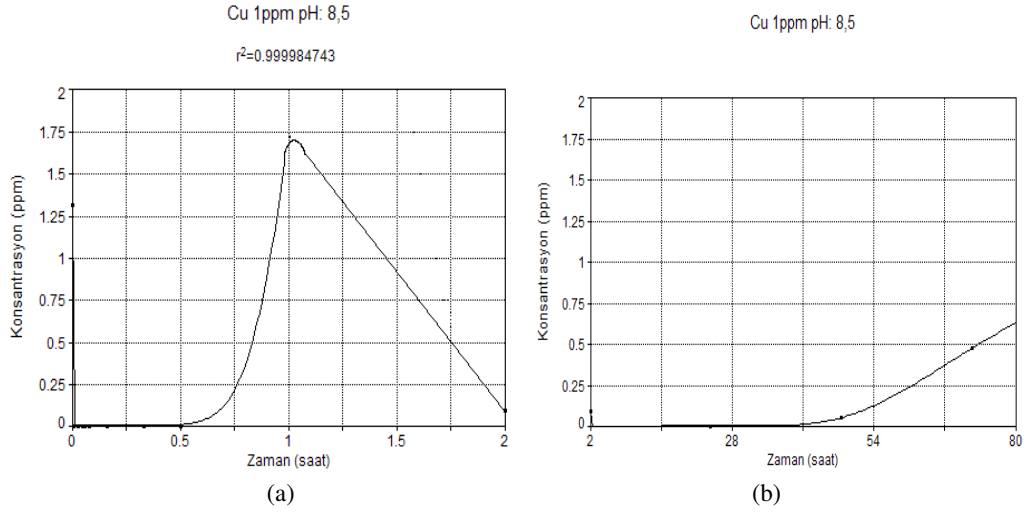 Cu 1ppm pH: 8,5
r²=0.999984743
Konsantrasyon (ppm)
2
1.75
1.5
1.25
1
0.75
0.5
0.25
0
0 0.5 1 1.5 2
Zaman (saat)
(a)
Cu 1ppm pH: 8,5
Konsantrasyon (ppm)
2
1.75
1.5
1.25
1
0.75
0.5
0.25
0
2 28 54 80
Zaman (saat)
(b)